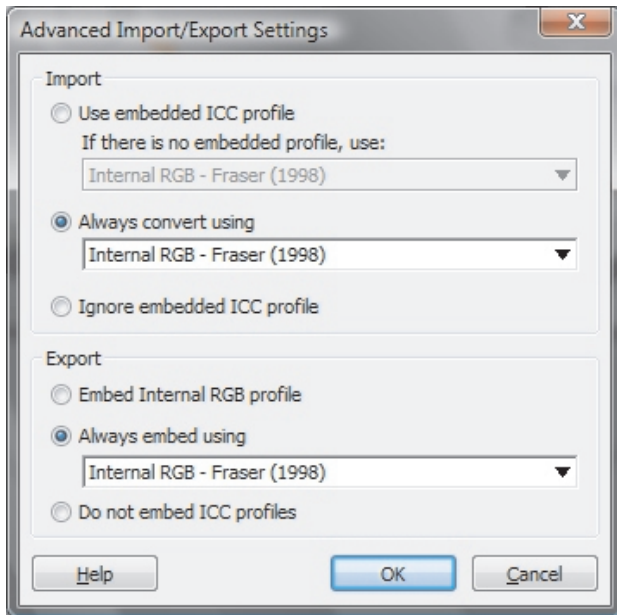 Advanced Import/Export Settings
Import
Use embedded ICC profile
If there is no embedded profile, use:
Internal RGB - Fraser (1998)
Always convert using
Internal RGB - Fraser (1998)
Ignore embedded ICC profile
Export
Embed Internal RGB profile
Always embed using
Internal RGB - Fraser (1998)
Do not embed ICC profiles
Help OK Cancel